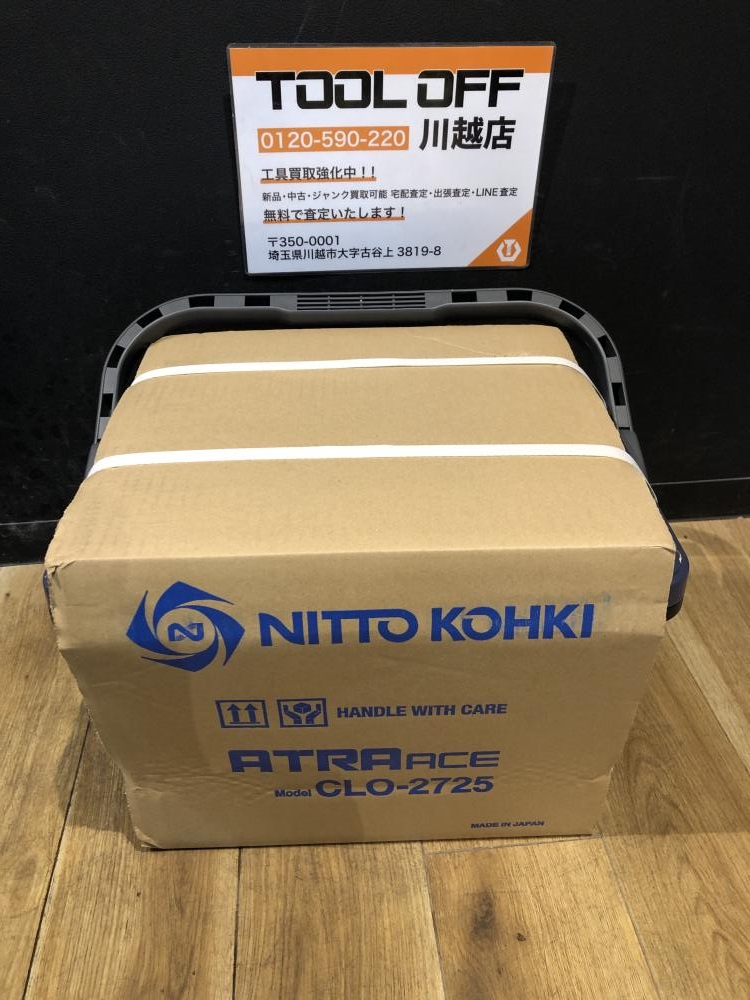 TOOL OFF
0120-590-220 川越店
工具買取強化中！！
新品・中古・ジャンク買取可能 宅配査定・出張査定・LINE査定
無料で査定いたします！
〒350-0001
埼玉県川越市大字古谷上 3819-8
N NITTO KOHKI
HANDLE WITH CARE
ATRA ACE
Model CLO-2725
MADE IN JAPAN